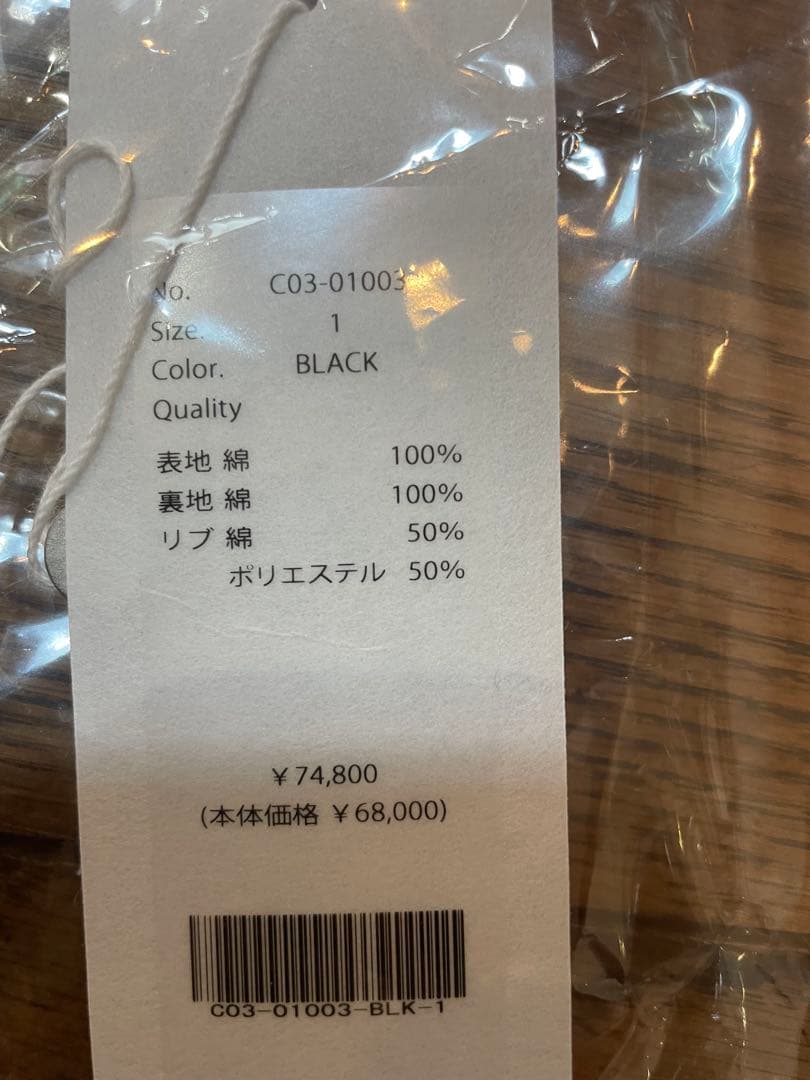 No. C03-01003
Size. 1
Color. BLACK
Quality
表地 綿 100%
裏地 綿 100%
リブ 綿 50%
ポリエステル 50%
¥74,800
(本体価格 ¥68,000)
C03-01003-BLK-1